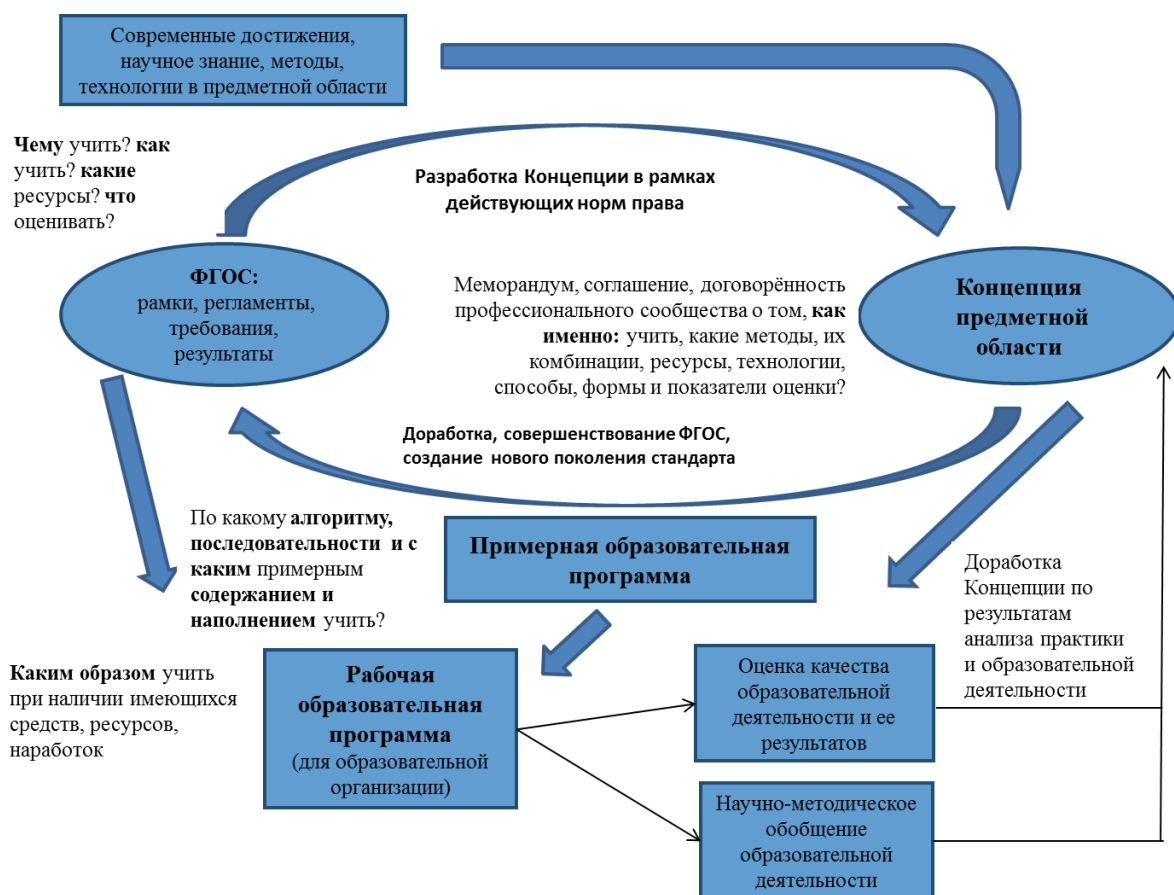 Современные достижения,
научное знание, методы,
технологии в предметной области
Чему учить? как
учить? какие
ресурсы? что
оценивать?
Разработка Концепции в рамках
действующих норм права
ФГОС:
рамки, регламенты,
требования,
результаты
Меморандум, соглашение, договорённость
профессионального сообщества о том, как
именно: учить, какие методы, их
комбинации, ресурсы, технологии,
способы, формы и показатели оценки?
Концепция
предметной
области
Доработка, совершенствование ФГОС,
создание нового поколения стандарта
По какому алгоритму,
последовательности и с
каким примерным
содержанием и
наполнением учить?
Примерная образовательная
программа
Доработка
Концепции по
результатам
анализа практики
и образовательной
деятельности
Каким образом учить
при наличии имеющихся
средств, ресурсов,
наработок
Рабочая
образовательная
программа
(для образовательной
организации)
Оценка качества
образовательной
деятельности и ее
результатов
Научно-методическое
обобщение
образовательной
деятельности